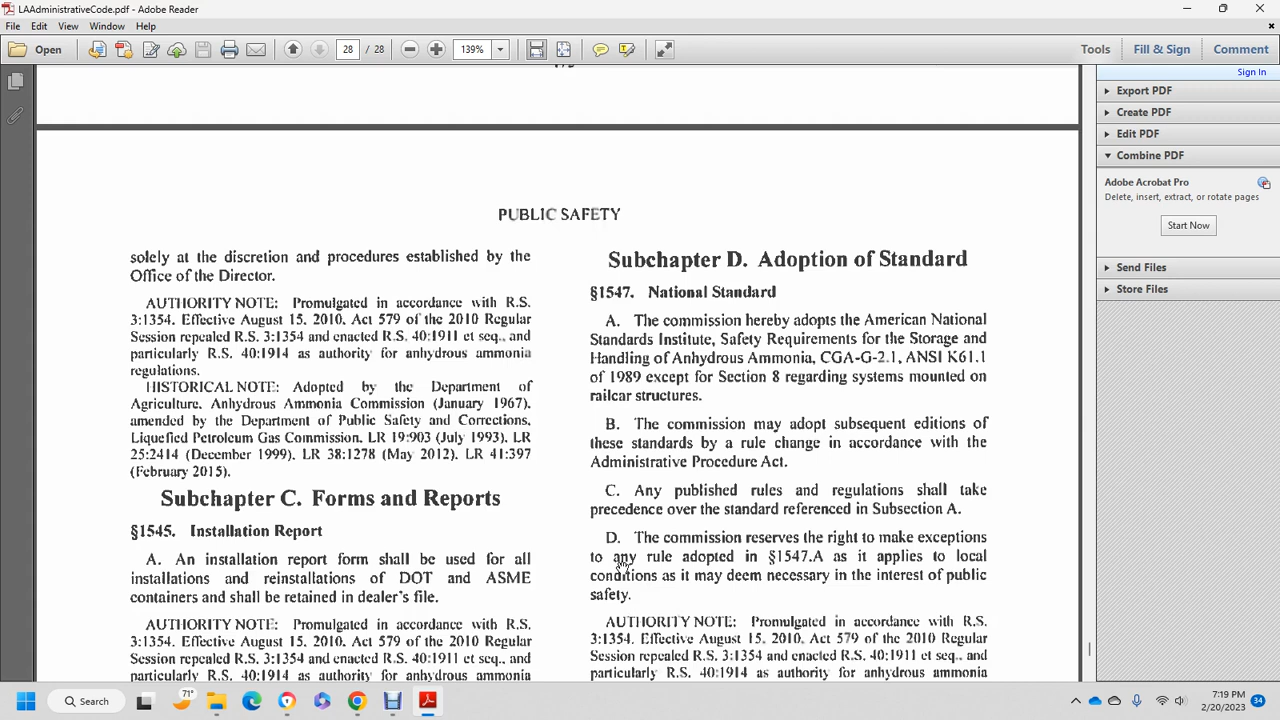 LAAdministrativeCode.pdf - Adobe Reader
File Edit View Window Help
Open 28 / 28 139% Tools Fill & Sign Comment
Sign In
Export PDF
Create PDF
Edit PDF
Combine PDF
Adobe Acrobat Pro
Delete, insert, extract, or rotate pages
Start Now
Send Files
Store Files
PUBLIC SAFETY
solely at the discretion and procedures established by the
Office of the Director.
AUTHORITY NOTE: Promulgated in accordance with R.S.
3:1354. Effective August 15, 2010, Act 579 of the 2010 Regular
Session repealed R.S. 3:1354 and enacted R.S. 40:1911 et seq., and
particularly R.S. 40:1914 as authority for anhydrous ammonia
regulations.
HISTORICAL NOTE: Adopted by the Department of
Agriculture, Anhydrous Ammonia Commission (January 1967),
amended by the Department of Public Safety and Corrections,
Liquefied Petroleum Gas Commission, LR 19:903 (July 1993), LR
25:2414 (December 1999), LR 38:1278 (May 2012), LR 41:397
(February 2015).
Subchapter C. Forms and Reports
§1545. Installation Report
A. An installation report form shall be used for all
installations and reinstallations of DOT and ASME
containers and shall be retained in dealer's file.
AUTHORITY NOTE: Promulgated in accordance with R.S.
3:1354. Effective August 15, 2010, Act 579 of the 2010 Regular
Session repealed R.S. 3:1354 and enacted R.S. 40:1911 et seq., and
particularly R.S. 40:1914 as authority for anhydrous ammonia
Subchapter D. Adoption of Standard
§1547. National Standard
A. The commission hereby adopts the American National
Standards Institute, Safety Requirements for the Storage and
Handling of Anhydrous Ammonia, CGA-G-2.1, ANSI K61.1
of 1989 except for Section 8 regarding systems mounted on
railcar structures.
B. The commission may adopt subsequent editions of
these standards by a rule change in accordance with the
Administrative Procedure Act.
C. Any published rules and regulations shall take
precedence over the standard referenced in Subsection A.
D. The commission reserves the right to make exceptions
to any rule adopted in §1547.A as it applies to local
conditions as it may deem necessary in the interest of public
safety.
AUTHORITY NOTE: Promulgated in accordance with R.S.
3:1354. Effective August 15, 2010, Act 579 of the 2010 Regular
Session repealed R.S. 3:1354 and enacted R.S. 40:1911 et seq., and
particularly R.S. 40:1914 as authority for anhydrous ammonia
Search
71°
7:19 PM
2/20/2023
34